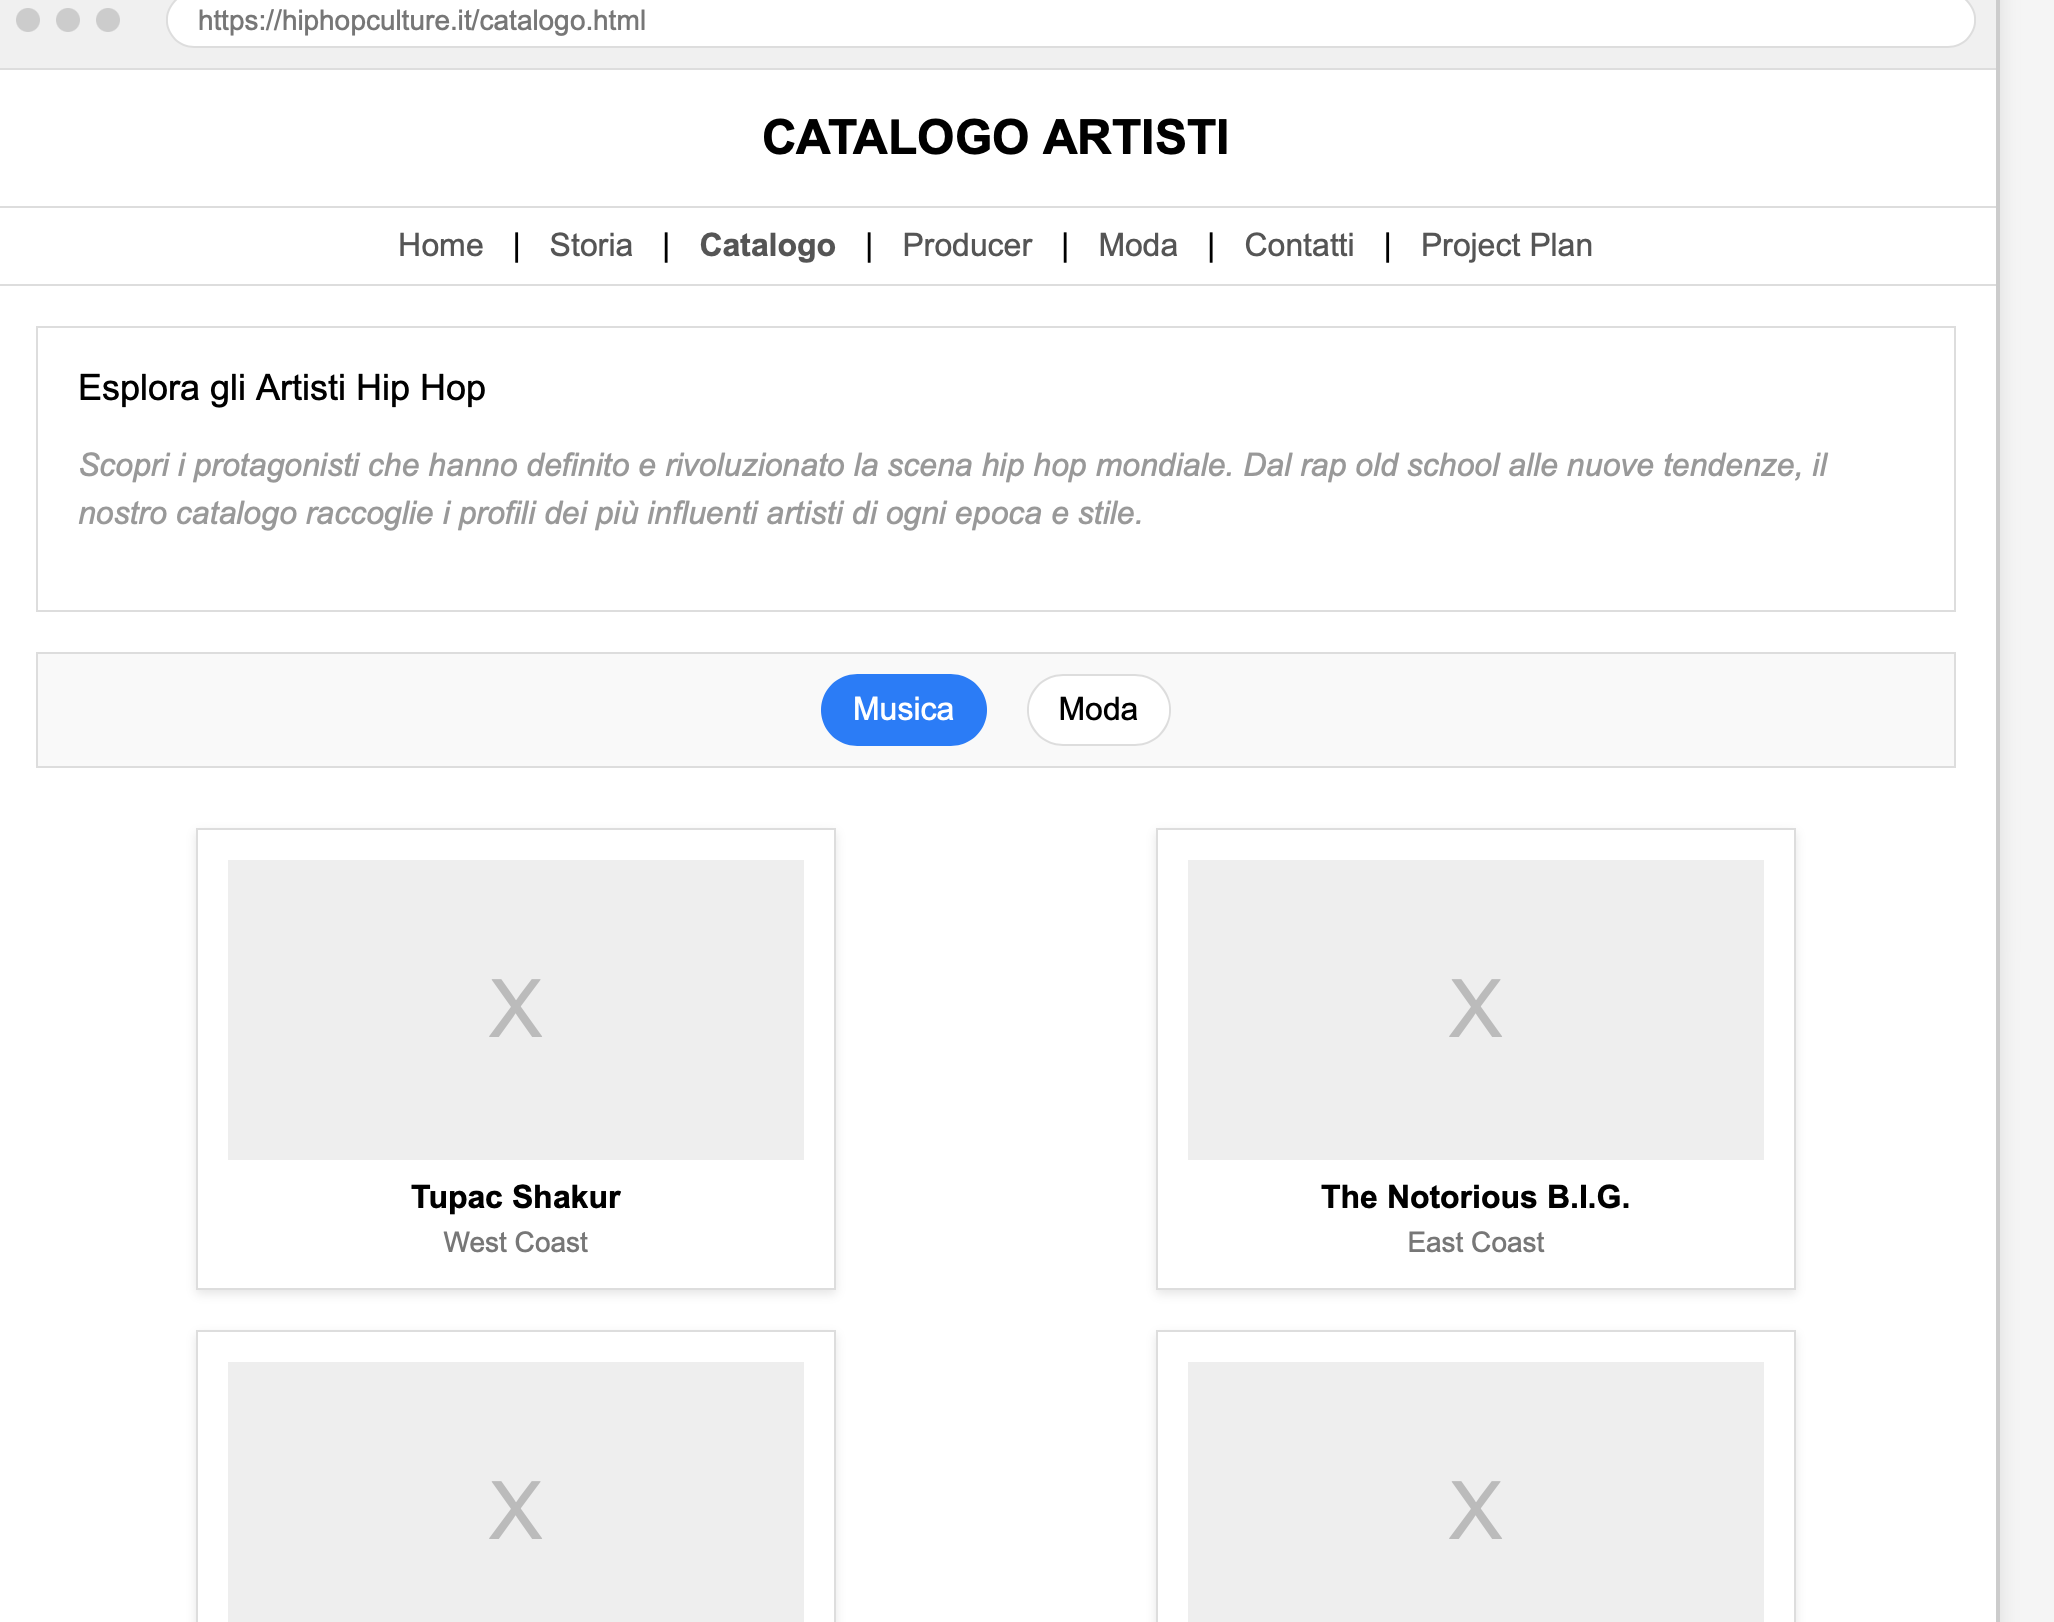 https://hiphopculture.it/catalogo.html
CATALOGO ARTISTI
Home | Storia | Catalogo | Producer | Moda | Contatti | Project Plan
Esplora gli Artisti Hip Hop
Scopri i protagonisti che hanno definito e rivoluzionato la scena hip hop mondiale. Dal rap old school alle nuove tendenze, il
nostro catalogo raccoglie i profili dei più influenti artisti di ogni epoca e stile.
Musica Moda
X X
Tupac Shakur The Notorious B.I.G.
West Coast East Coast
X X